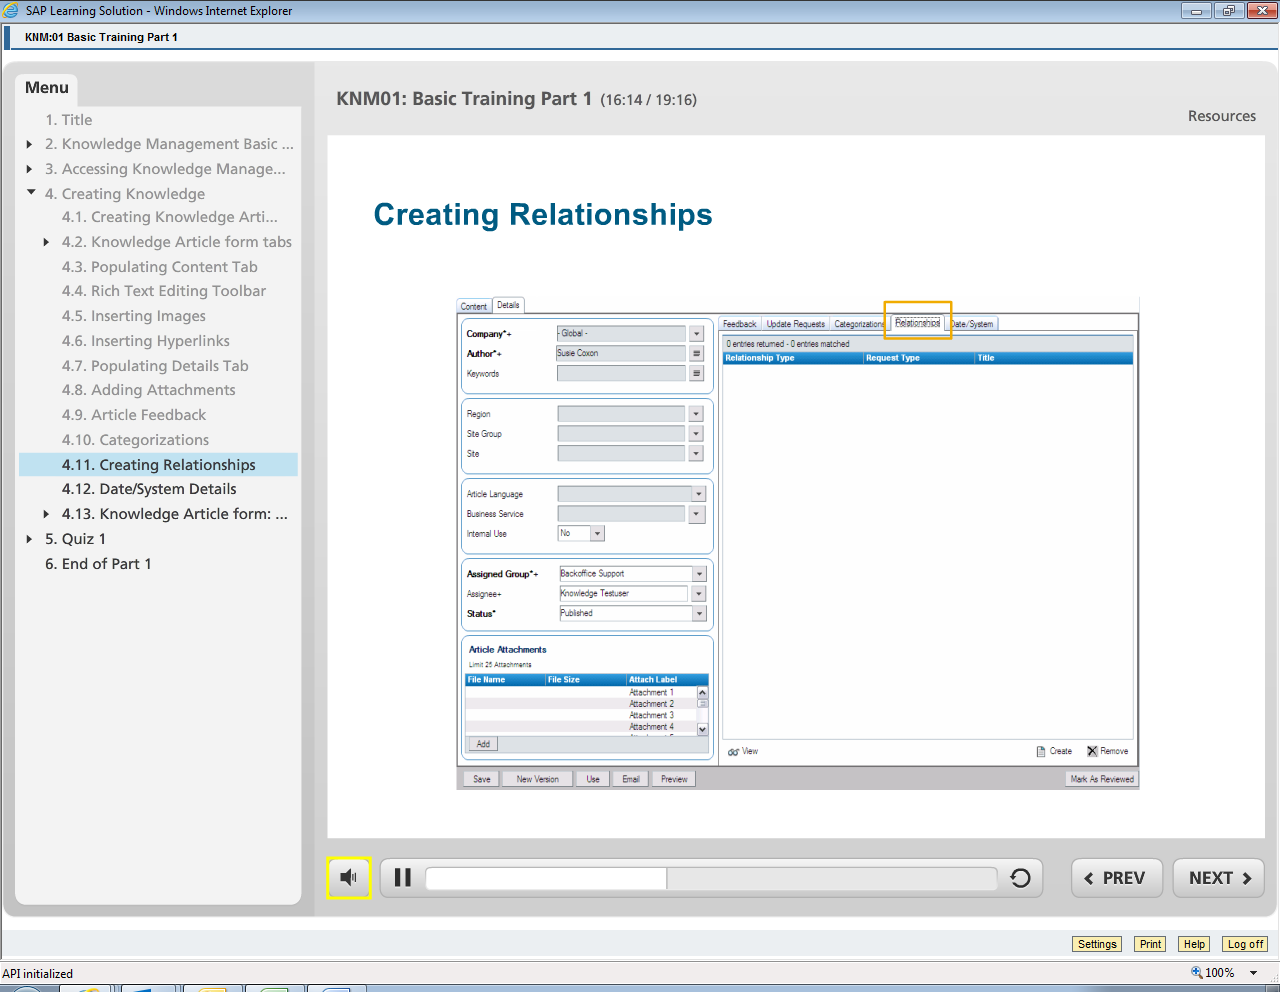 SAP Learning Solution - Windows Internet Explorer
KNM:01 Basic Training Part 1
Menu
1. Title
2. Knowledge Management Basic ...
3. Accessing Knowledge Manage...
4. Creating Knowledge
4.1. Creating Knowledge Arti...
4.2. Knowledge Article form tabs
4.3. Populating Content Tab
4.4. Rich Text Editing Toolbar
4.5. Inserting Images
4.6. Inserting Hyperlinks
4.7. Populating Details Tab
4.8. Adding Attachments
4.9. Article Feedback
4.10. Categorizations
4.11. Creating Relationships
4.12. Date/System Details
4.13. Knowledge Article form: ...
5. Quiz 1
6. End of Part 1
KNM01: Basic Training Part 1 (16:14 / 19:16)
Resources
Creating Relationships
Content Details
Company*+ - Global -
Author*+ Susie Coxon
Keywords
Region
Site Group
Site
Article Language
Business Service
Internal Use No
Assigned Group*+ Backoffice Support
Assignee+ Knowledge Testuser
Status* Published
Article Attachments
Limit 25 Attachments
File Name File Size Attach Label
Attachment 1
Attachment 2
Attachment 3
Attachment 4
Add
Feedback Update Requests Categorizations Relationships Date/System
0 entries returned - 0 entries matched
Relationship Type Request Type Title
View Create Remove
Save New Version Use Email Preview Mark As Reviewed
PREV NEXT
Settings Print Help Log off
API initialized 100%